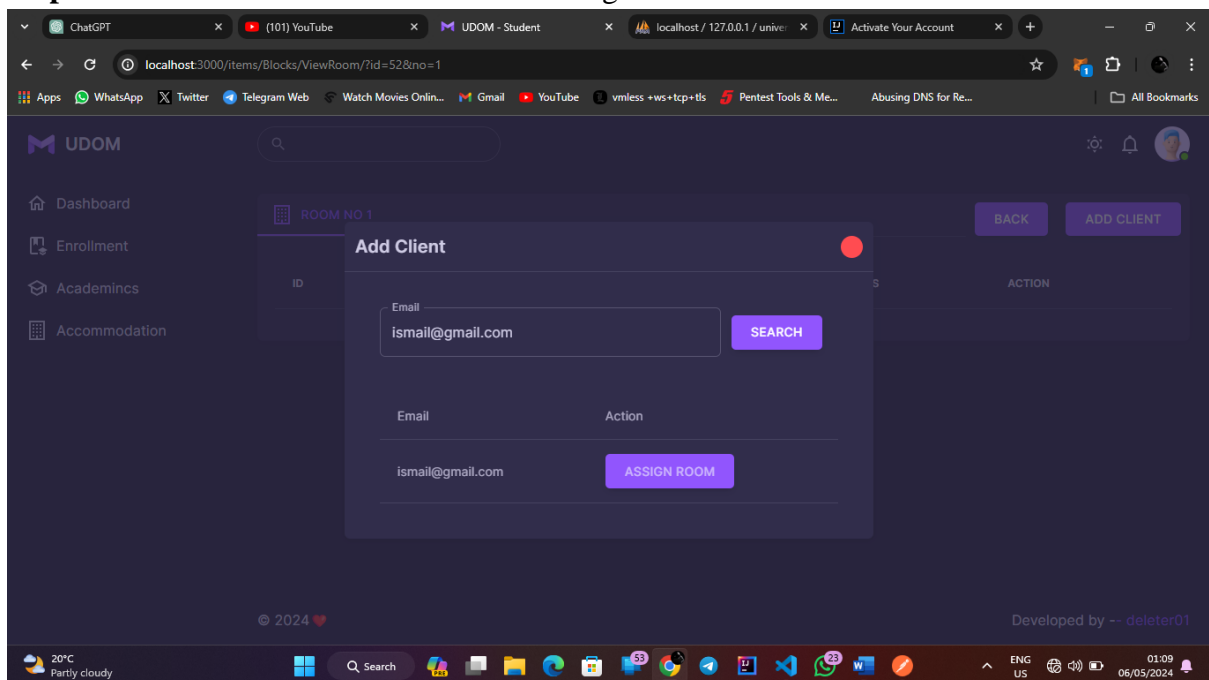 ChatGPT (101) YouTube UDOM - Student localhost / 127.0.0.1 / univer Activate Your Account
localhost:3000/items/Blocks/ViewRoom/?id=52&no=1
Apps WhatsApp Twitter Telegram Web Watch Movies Onlin... Gmail YouTube vmless +ws+tcp+tls Pentest Tools & Me... Abusing DNS for Re... All Bookmarks
UDOM
Dashboard
Enrollment
Academincs
Accommodation
ROOM NO 1
BACK ADD CLIENT
ID ACTION
Add Client
Email
ismail@gmail.com SEARCH
Email Action
ismail@gmail.com ASSIGN ROOM
© 2024 Developed by -- deleter01
20°C
Partly cloudy
Search
PRE
53
23
ENG
US
01:09
06/05/2024